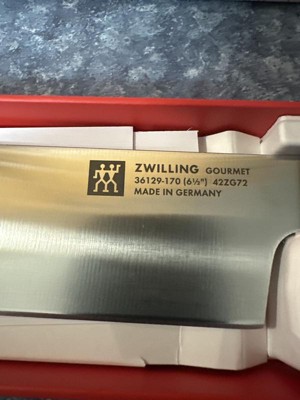 ZWILLING GOURMET
36129-170 (6½") 42ZG72
MADE IN GERMANY